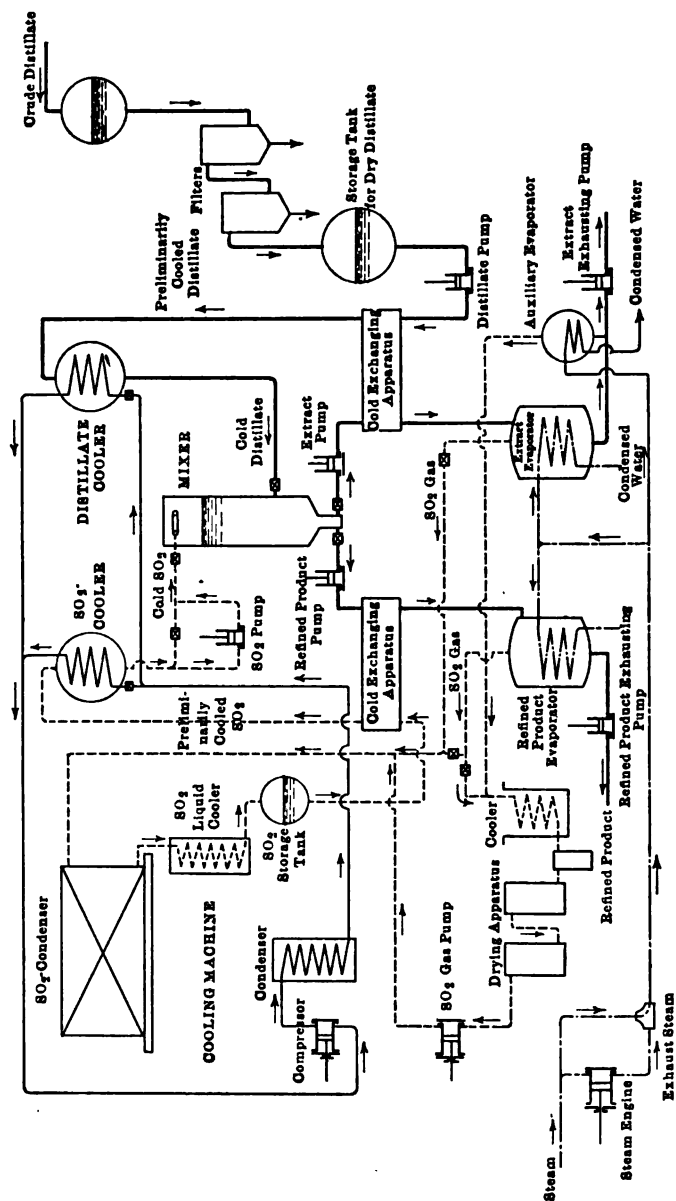 Crude Distillate
Filters
Storage Tank
for Dry Distillate
Preliminarily
Cooled
Distillate
Distillate Pump
Auxiliary Evaporator
Extract
Exhausting Pump
Condensed Water
DISTILLATE
COOLER
Cold
Distillate
MIXER
Extract
Pump
Cold Exchanging
Apparatus
SO2 Gas
Extract
Evaporator
Condensed
Water
SO2-
COOLER
Cold SO2
SO2 Pump
Refined Product
Pump
Cold Exchanging
Apparatus
SO2 Gas
Refined
Product
Evaporator
Refined Product Exhausting
Pump
Prelimi-
narily
Cooled
SO2
SO2
Liquid
Cooler
SO2
Storage
Tank
Cooler
Refined Product
SO2-Condenser
COOLING MACHINE
Condenser
Compressor
SO2 Gas Pump
Drying Apparatus
Steam
Steam Engine
Exhaust Steam